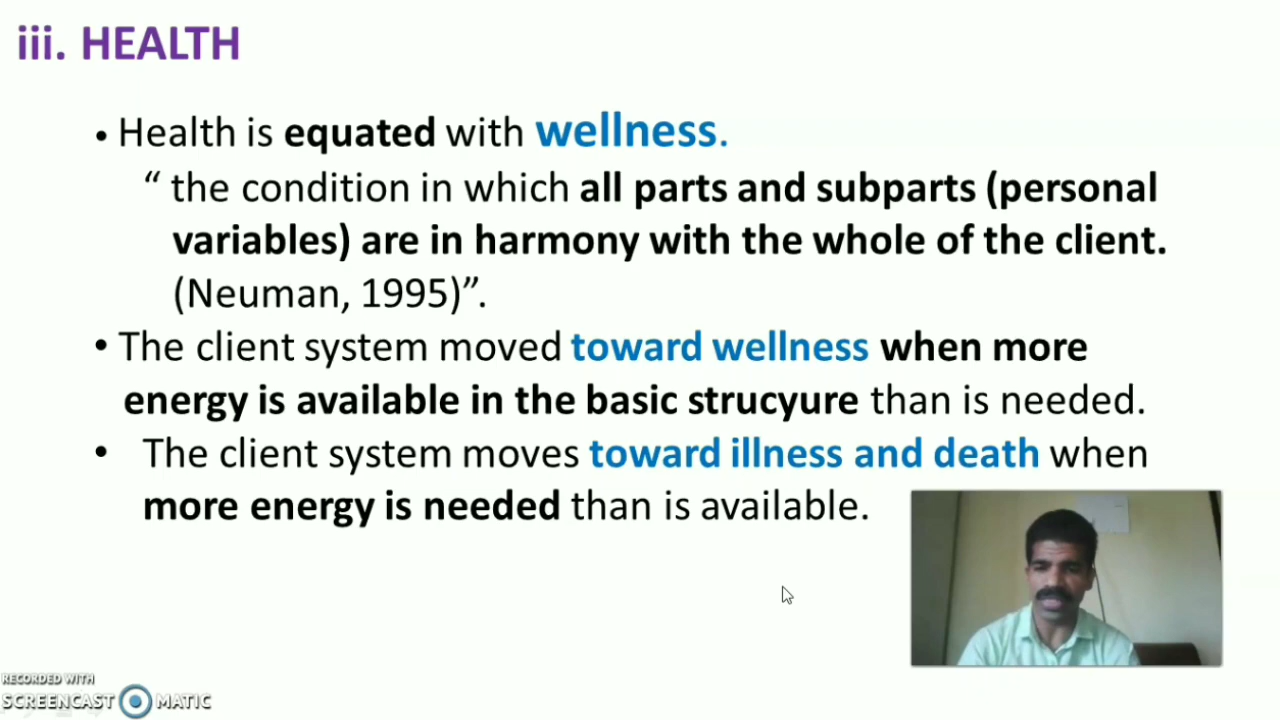 iii. HEALTH
• Health is equated with wellness.
“ the condition in which all parts and subparts (personal
variables) are in harmony with the whole of the client.
(Neuman, 1995)”.
• The client system moved toward wellness when more
energy is available in the basic strucyure than is needed.
• The client system moves toward illness and death when
more energy is needed than is available.
RECORDED WITH
SCREENCAST MATIC